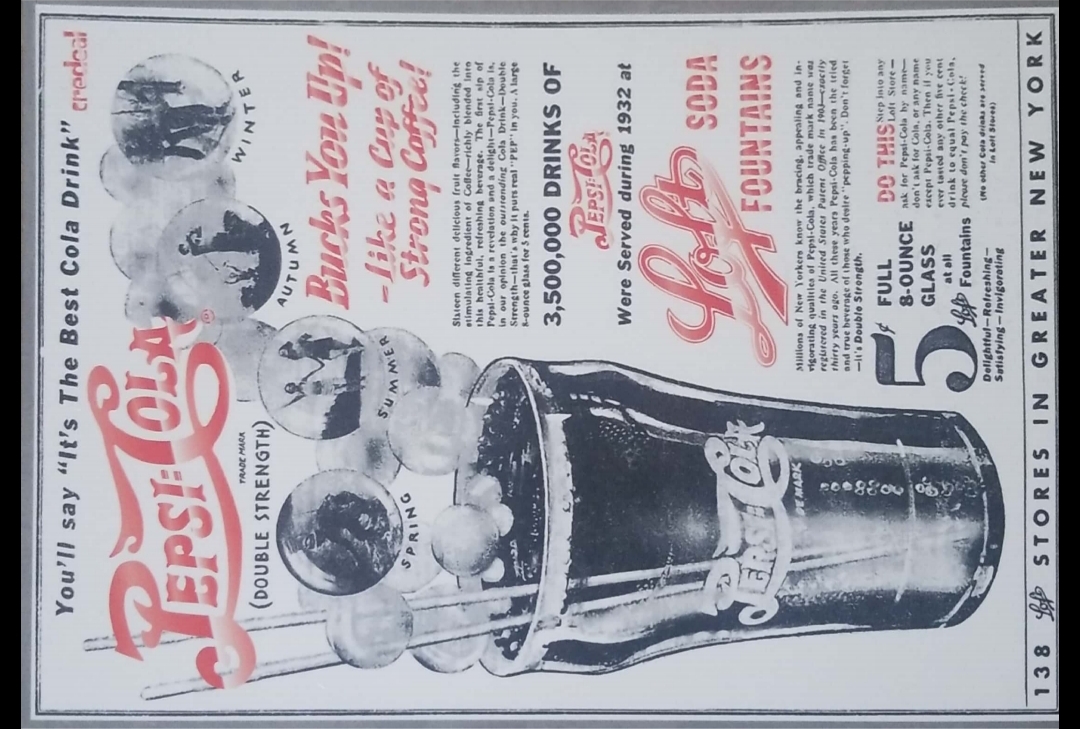 You'll say "It's The Best Cola Drink"
credeal
PEPSI:COLA
TRADE MARK
(DOUBLE STRENGTH)
WINTER
AUTUMN
SUMMER
SPRING
Bucks You Up!
-Like a Cup of
Strong Coffee!
Sixteen different delicious fruit flavors—including the
stimulating ingredient of Coffee—richly blended into
this healthful, refreshing beverage. The first sip of
Pepsi-Cola is a revelation and a delight—Pepsi-Cola is,
in our opinion the outstanding Cola Drink—Double
Strength—that's why it puts real "PEP" in you. A large
8-ounce glass for 5 cents.
3,500,000 DRINKS OF
PEPSI:COLA
Were Served during 1932 at
Loft SODA
FOUNTAINS
Millions of New Yorkers know the bracing, appealing and in-
vigorating qualities of Pepsi-Cola, which trade mark name was
registered in the United States Patent Office in 1904—exactly
thirty years ago. All these years Pepsi-Cola has been the tried
and true beverage of those who desire "pepping-up". Don't forget
—it's Double Strength.
5¢ FULL
8-OUNCE
GLASS
at all
Loft Fountains
Delightful—Refreshing—
Satisfying—Invigorating
DO THIS Step into any
Loft Store—
ask for Pepsi-Cola by name—
don't ask for Cola, or any name
except Pepsi-Cola. Then if you
ever tasted any other five cent
drink to equal Pepsi-Cola,
please don't pay the check!
(No other Cola drinks are served
in Loft Stores)
PEPSI:COLA
MARK
138 Loft STORES IN GREATER NEW YORK